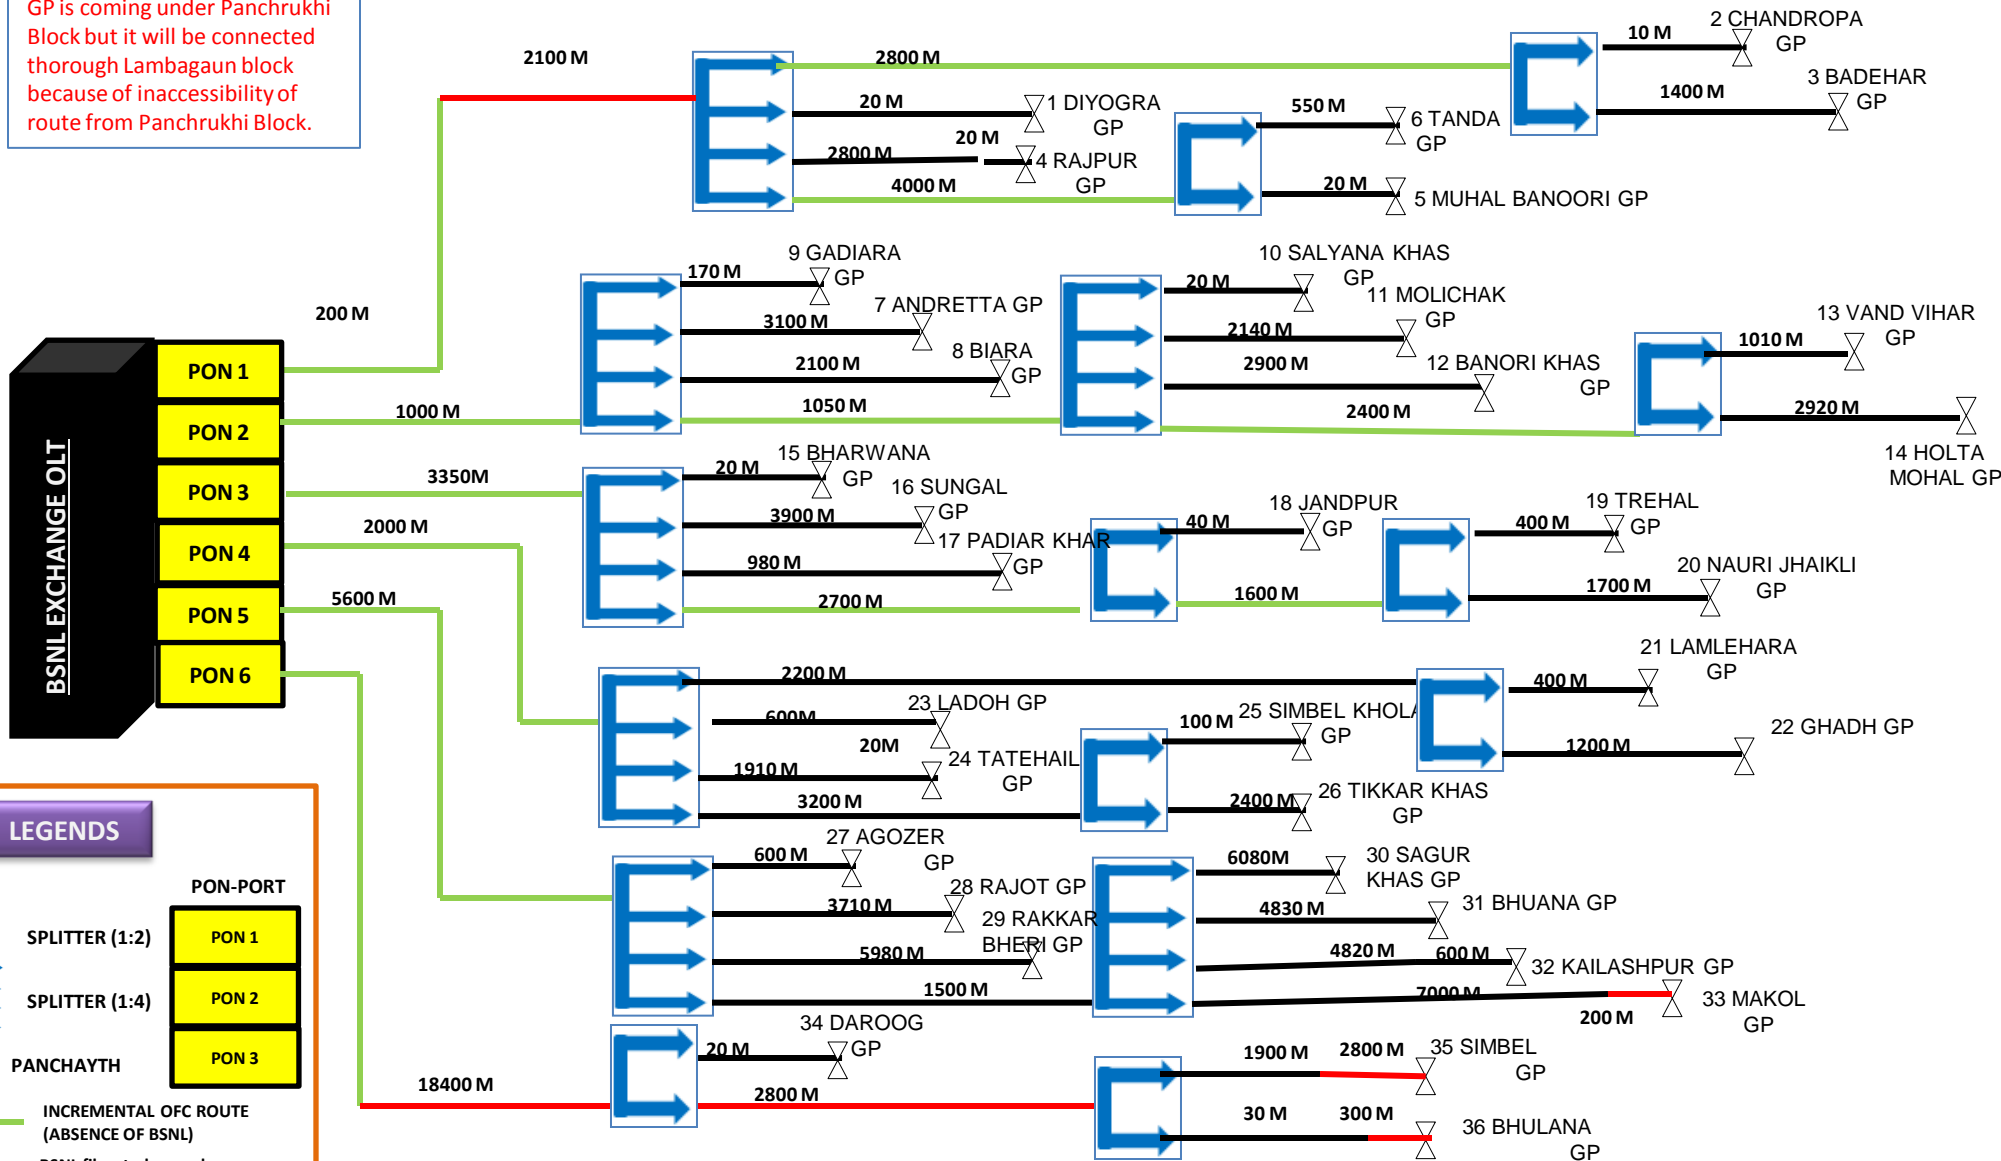 GP is coming under Panchrukhi
Block but it will be connected
thorough Lambagaun block
because of inaccessibility of
route from Panchrukhi Block.
2100 M
2800 M
10 M
2 CHANDROPA
GP
1400 M
3 BADEHAR
GP
20 M
1 DIYOGRA
GP
2800 M
20 M
4 RAJPUR
GP
4000 M
550 M
6 TANDA
GP
20 M
5 MUHAL BANOORI GP
200 M
170 M
9 GADIARA
GP
3100 M
7 ANDRETTA GP
2100 M
8 BIARA
GP
1050 M
20 M
10 SALYANA KHAS
GP
2140 M
11 MOLICHAK
GP
2900 M
12 BANORI KHAS
GP
2400 M
1010 M
13 VAND VIHAR
GP
2920 M
14 HOLTA
MOHAL GP
BSNL EXCHANGE OLT
PON 1
PON 2
PON 3
PON 4
PON 5
PON 6
1000 M
3350M
2000 M
5600 M
20 M
15 BHARWANA
GP
3900 M
16 SUNGAL
GP
980 M
17 PADIAR KHAR
GP
2700 M
40 M
18 JANDPUR
GP
1600 M
400 M
19 TREHAL
GP
1700 M
20 NAURI JHAIKLI
GP
2200 M
400 M
21 LAMLEHARA
GP
1200 M
22 GHADH GP
600M
23 LADOH GP
20M
1910 M
24 TATEHAIL
GP
3200 M
100 M
25 SIMBEL KHOLA
GP
2400 M
26 TIKKAR KHAS
GP
600 M
27 AGOZER
GP
3710 M
28 RAJOT GP
5980 M
29 RAKKAR
BHERI GP
1500 M
6080M
30 SAGUR
KHAS GP
4830 M
31 BHUANA GP
4820 M
600 M
32 KAILASHPUR GP
7000 M
200 M
33 MAKOL
GP
18400 M
20 M
34 DAROOG
GP
2800 M
1900 M
2800 M
35 SIMBEL
GP
30 M
300 M
36 BHULANA
GP
LEGENDS
PON-PORT
SPLITTER (1:2)
PON 1
SPLITTER (1:4)
PON 2
PANCHAYTH
PON 3
INCREMENTAL OFC ROUTE
(ABSENCE OF BSNL)